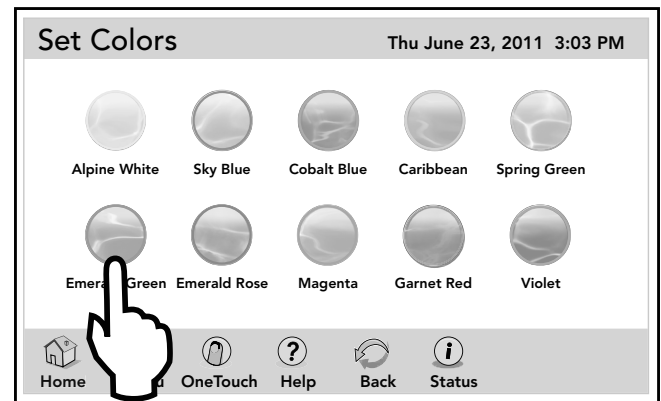 Set Colors Thu June 23, 2011 3:03 PM
Alpine White Sky Blue Cobalt Blue Caribbean Spring Green
Green Emerald Rose Magenta Garnet Red Violet
Home OneTouch Help Back Status